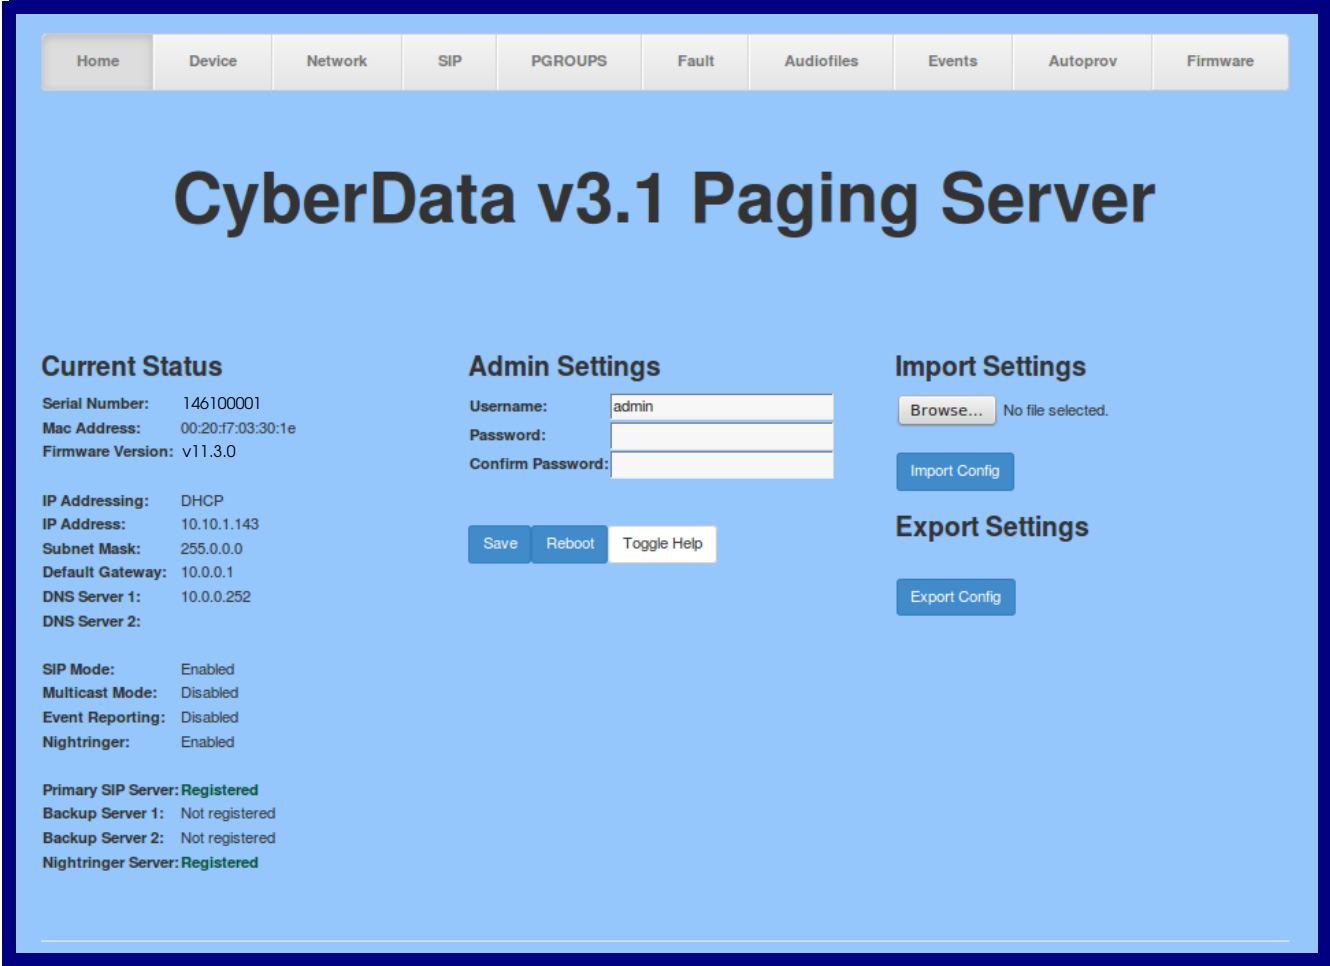 Home Device Network SIP PGROUPS Fault Audiofiles Events Autoprov Firmware
CyberData v3.1 Paging Server
Current Status
Serial Number: 146100001
Mac Address: 00:20:f7:03:30:1e
Firmware Version: v11.3.0
IP Addressing: DHCP
IP Address: 10.10.1.143
Subnet Mask: 255.0.0.0
Default Gateway: 10.0.0.1
DNS Server 1: 10.0.0.252
DNS Server 2:
SIP Mode: Enabled
Multicast Mode: Disabled
Event Reporting: Disabled
Nightringer: Enabled
Primary SIP Server: Registered
Backup Server 1: Not registered
Backup Server 2: Not registered
Nightringer Server: Registered
Admin Settings
Username: admin
Password:
Confirm Password:
Save Reboot Toggle Help
Import Settings
Browse... No file selected.
Import Config
Export Settings
Export Config